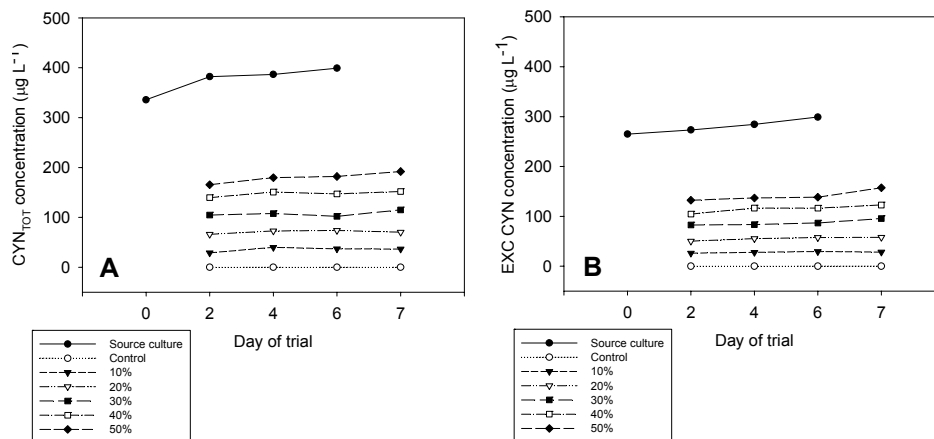 500
400
300
200
100
0
CYN_TOT concentration (µg L⁻¹)
A
0 2 4 6 7
Day of trial
Source culture
Control
10%
20%
30%
40%
50%
500
400
300
200
100
0
EXC CYN concentration (µg L⁻¹)
B
0 2 4 6 7
Day of trial
Source culture
Control
10%
20%
30%
40%
50%